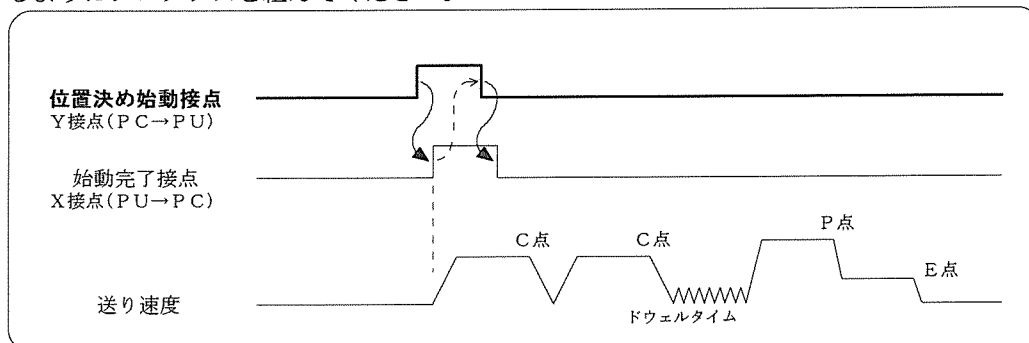 位置決め始動接点
Y接点(PC→PU)
始動完了接点
X接点(PU→PC)
C点
C点
P点
E点
送り速度
ドウェルタイム